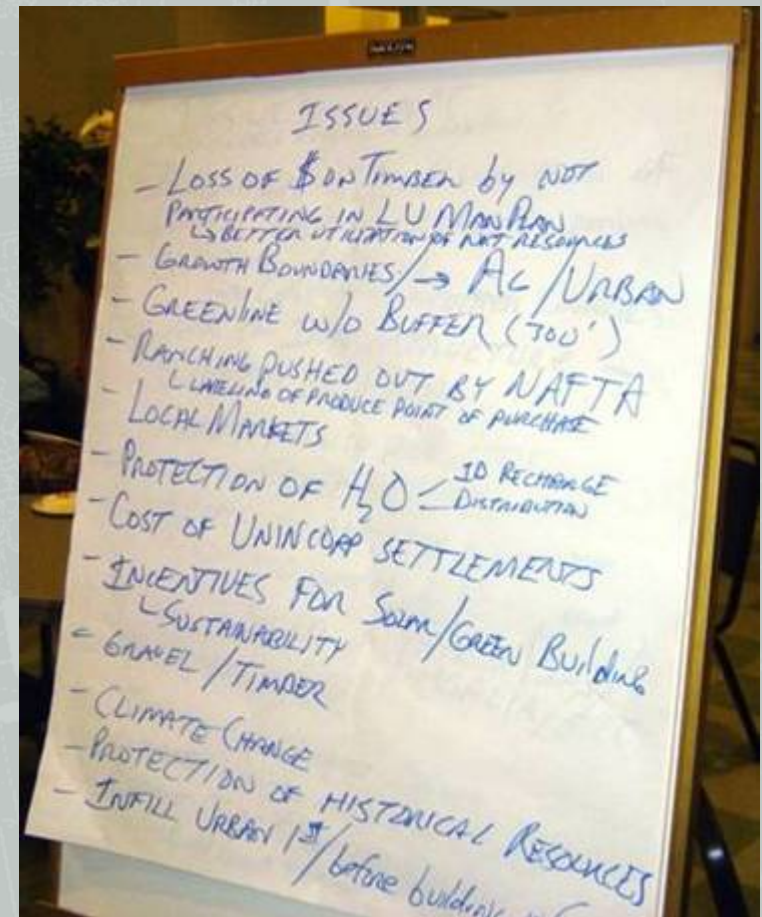 ISSUES
- LOSS OF $ ON TIMBER by NOT
PARTICIPATING IN LU MAN PLAN
↳ BETTER UTILIZATION OF NAT RESOURCES
- GROWTH BOUNDARIES / → AG / URBAN
- GREENLINE w/o BUFFER (300')
- RANCHING PUSHED OUT BY NAFTA
↳ LABELING OF PRODUCE POINT OF PURCHASE
- LOCAL MARKETS
- PROTECTION OF H₂O < ID RECHARGE
DISTRIBUTION
- COST OF UNINCORP SETTLEMENTS
- INCENTIVES FOR SOLAR/GREEN BUILDING
↳ SUSTAINABILITY
- GRAVEL / TIMBER
- CLIMATE CHANGE
- PROTECTION OF HISTORICAL RESOURCES
- INFILL URBAN 1ST / before building